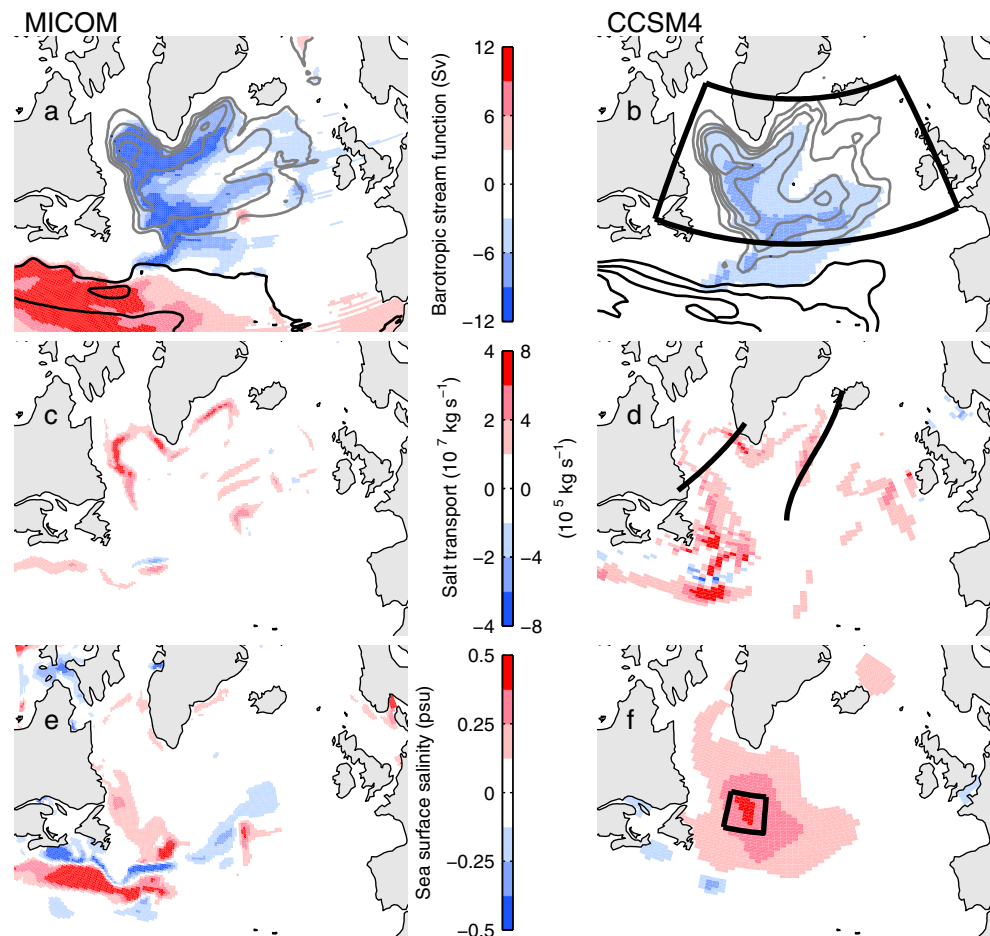 MICOM
CCSM4
a
b
Barotropic stream function (Sv)
12
6
0
−6
−12
c
d
Salt transport (10⁷ kg s⁻¹)
(10⁵ kg s⁻¹)
4 8
2 4
0 0
−2 −4
−4 −8
e
f
Sea surface salinity (psu)
0.5
0.25
0
−0.25
−0.5